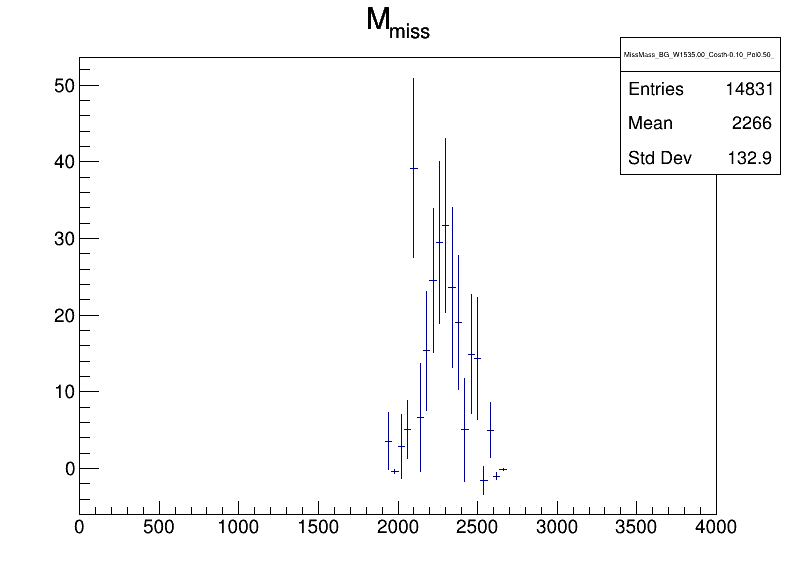 M_miss
MissMass_BG_W1535.00_Costh-0.10_Pol0.50_
Entries 14831
Mean 2266
Std Dev 132.9
50
40
30
20
10
0
0 500 1000 1500 2000 2500 3000 3500 4000